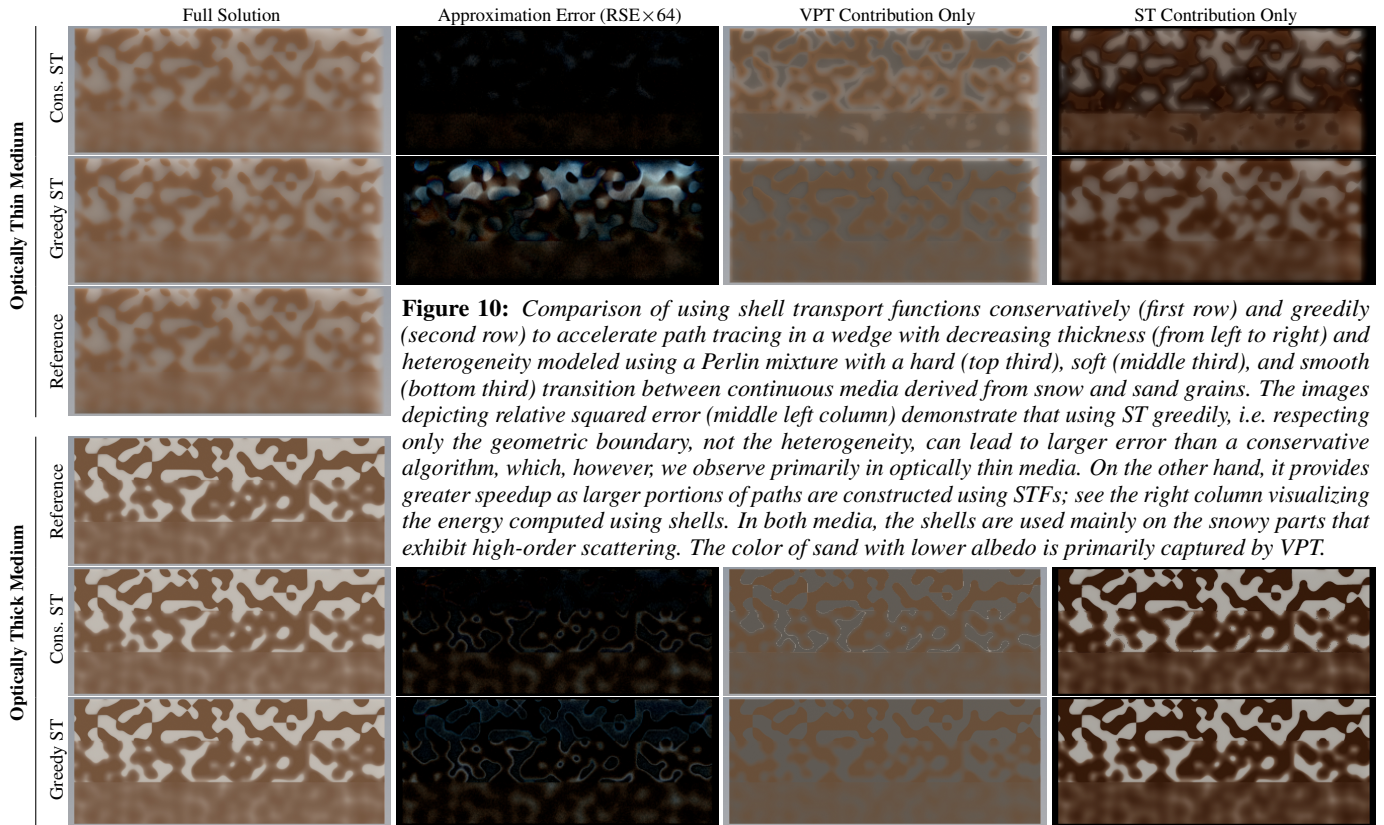 Full Solution
Approximation Error (RSE×64)
VPT Contribution Only
ST Contribution Only
Optically Thin Medium
Cons. ST
Greedy ST
Reference
Figure 10: Comparison of using shell transport functions conservatively (first row) and greedily
(second row) to accelerate path tracing in a wedge with decreasing thickness (from left to right) and
heterogeneity modeled using a Perlin mixture with a hard (top third), soft (middle third), and smooth
(bottom third) transition between continuous media derived from snow and sand grains. The images
depicting relative squared error (middle left column) demonstrate that using ST greedily, i.e. respecting
only the geometric boundary, not the heterogeneity, can lead to larger error than a conservative
algorithm, which, however, we observe primarily in optically thin media. On the other hand, it provides
greater speedup as larger portions of paths are constructed using STFs; see the right column visualizing
the energy computed using shells. In both media, the shells are used mainly on the snowy parts that
exhibit high-order scattering. The color of sand with lower albedo is primarily captured by VPT.
Optically Thick Medium
Reference
Cons. ST
Greedy ST